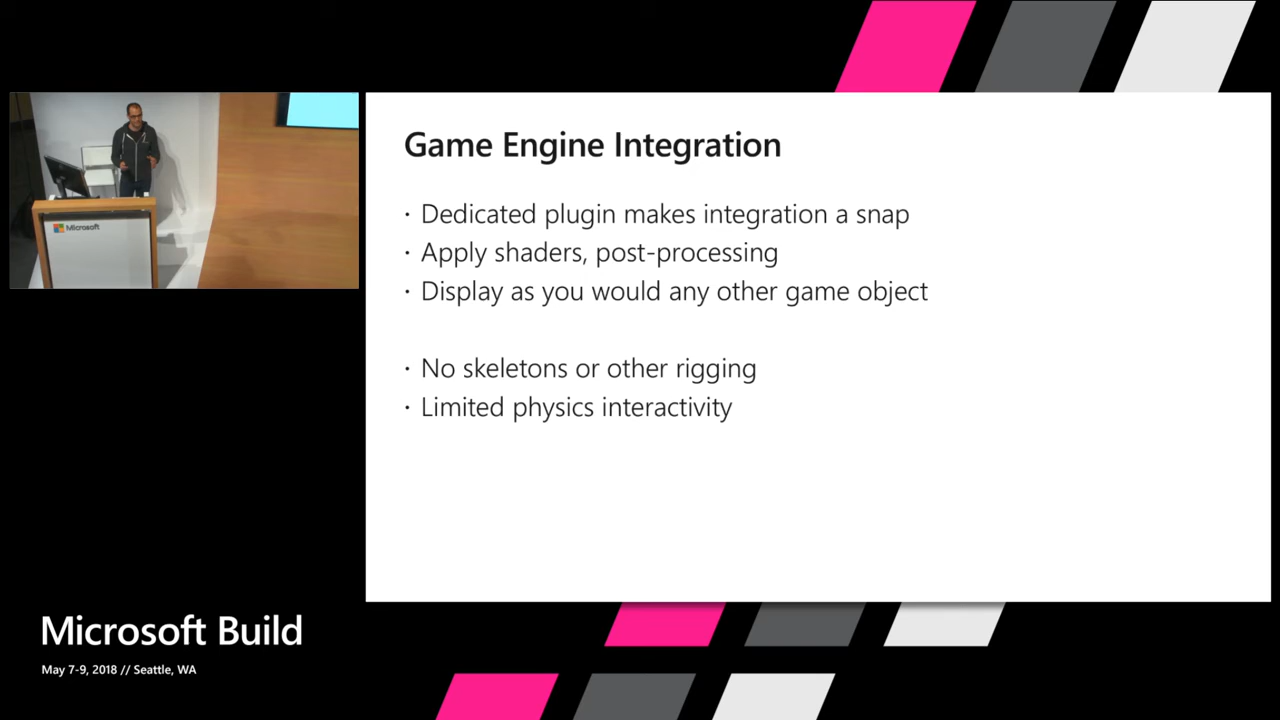 Microsoft
Game Engine Integration
· Dedicated plugin makes integration a snap
· Apply shaders, post-processing
· Display as you would any other game object
· No skeletons or other rigging
· Limited physics interactivity
Microsoft Build
May 7-9, 2018 // Seattle, WA